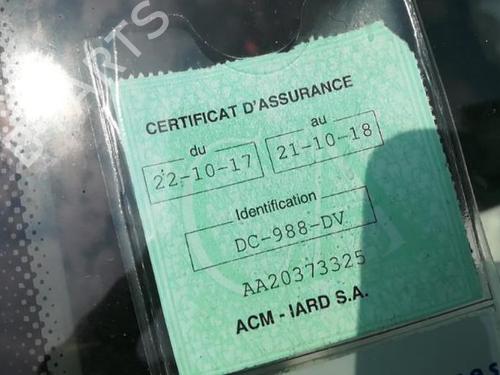 CERTIFICAT D'ASSURANCE
du
22-10-17
au
21-10-18
Identification
DC-988-DV
AA20373325
ACM - IARD S.A.